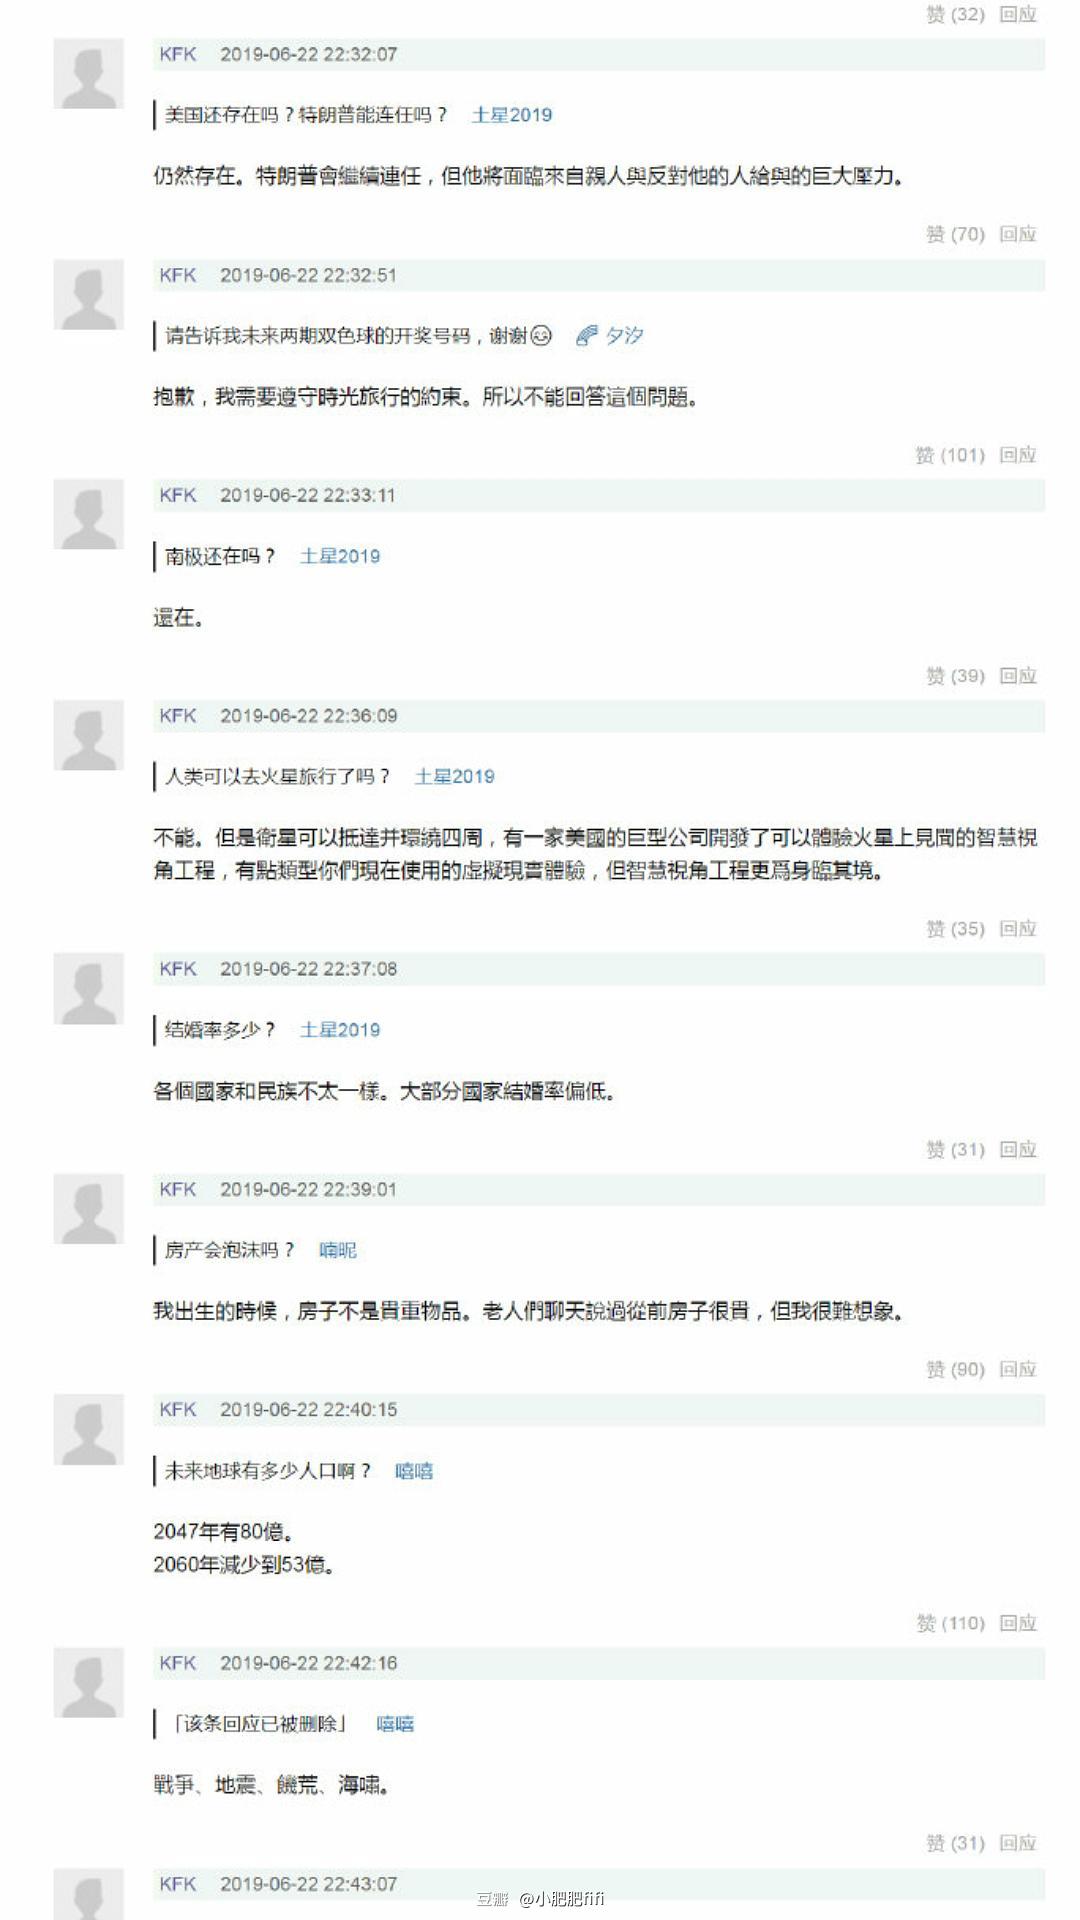 赞 (32) 回应
KFK 2019-06-22 22:32:07
美国还存在吗？特朗普能连任吗？ 土星2019
仍然存在。特朗普會繼續連任，但他將面臨來自親人與反對他的人給與的巨大壓力。
赞 (70) 回应
KFK 2019-06-22 22:32:51
请告诉我未来两期双色球的开奖号码，谢谢😊 🌈 夕汐
抱歉，我需要遵守時光旅行的約束。所以不能回答這個問題。
赞 (101) 回应
KFK 2019-06-22 22:33:11
南极还在吗？ 土星2019
還在。
赞 (39) 回应
KFK 2019-06-22 22:36:09
人类可以去火星旅行了吗？ 土星2019
不能。但是衛星可以抵達并環繞四周，有一家美國的巨型公司開發了可以體驗火星上見聞的智慧視
角工程，有點類型你們現在使用的虛擬現實體驗，但智慧視角工程更爲身臨其境。
赞 (35) 回应
KFK 2019-06-22 22:37:08
结婚率多少？ 土星2019
各個國家和民族不太一樣。大部分國家結婚率偏低。
赞 (31) 回应
KFK 2019-06-22 22:39:01
房产会泡沫吗？ 喃昵
我出生的時候，房子不是貴重物品。老人們聊天說過從前房子很貴，但我很難想象。
赞 (90) 回应
KFK 2019-06-22 22:40:15
未来地球有多少人口啊？ 嘻嘻
2047年有80億。
2060年減少到53億。
赞 (110) 回应
KFK 2019-06-22 22:42:16
「该条回应已被删除」 嘻嘻
戰爭、地震、饑荒、海嘯。
赞 (31) 回应
KFK 2019-06-22 22:43:07
豆瓣 @小肥肥fifi